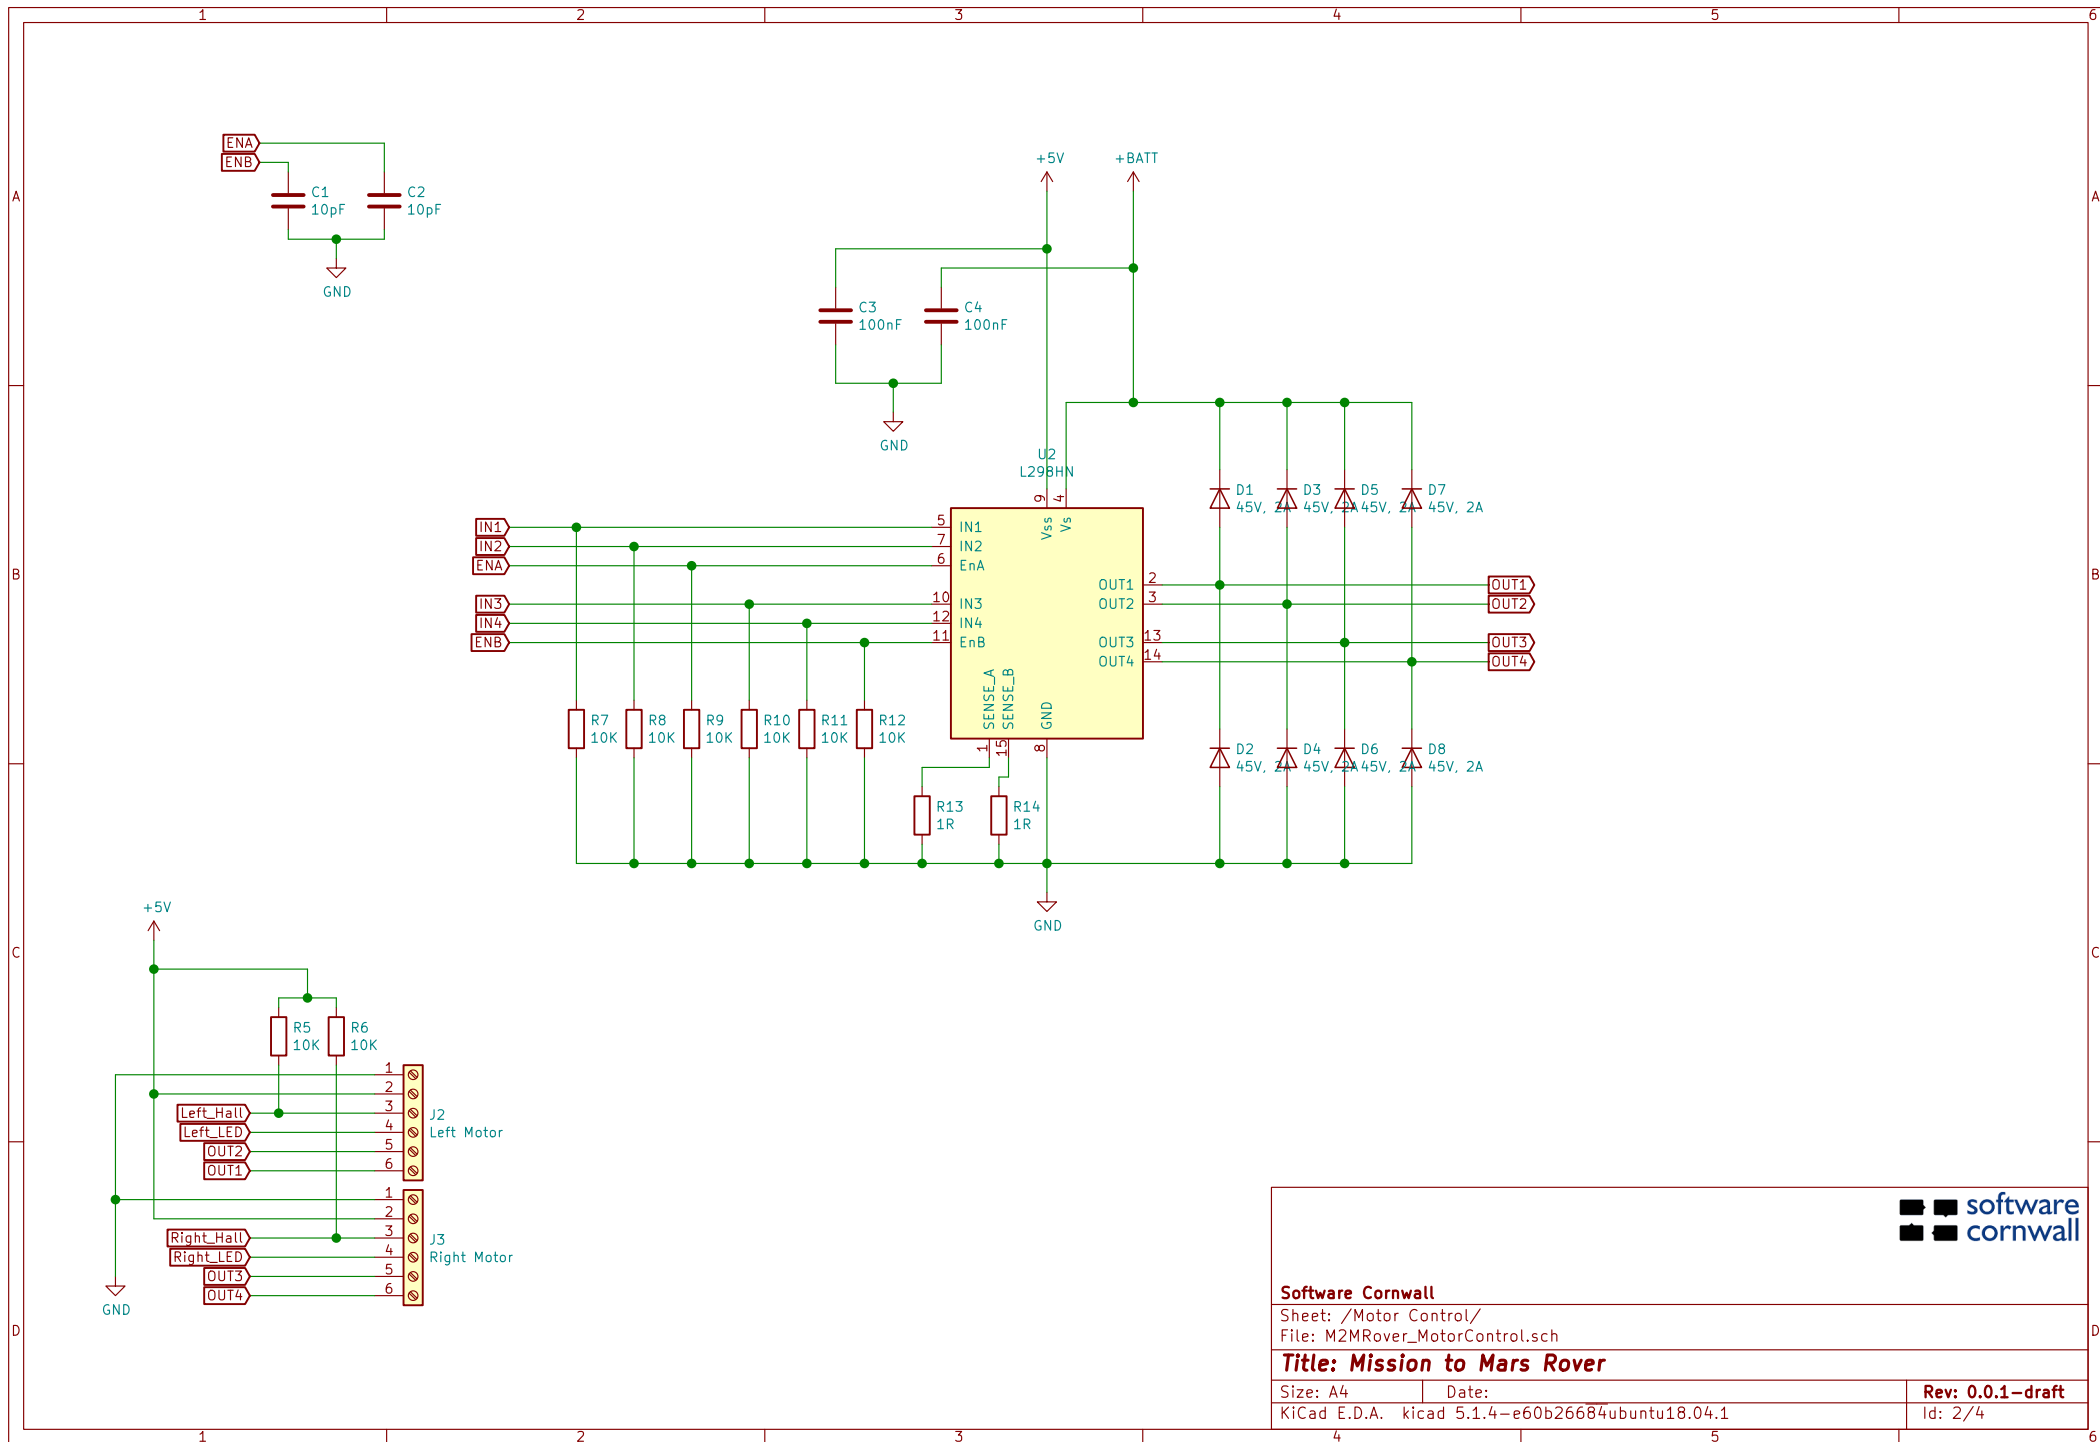 1 2 3 4 5 6
A A
B B
C C
D D
ENA
ENB
C1
10pF
C2
10pF
GND
+5V
+BATT
C3
100nF
C4
100nF
GND
U2
L298HN
9 4
Vss Vs
IN1 5 IN1
IN2 7 IN2
ENA 6 EnA
IN3 10 IN3
IN4 12 IN4
ENB 11 EnB
OUT1 2 OUT1
OUT2 3 OUT2
OUT3 13 OUT3
OUT4 14 OUT4
SENSE_A SENSE_B GND
1 15 8
D1
45V, 2A
D3
45V, 2A
D5
45V, 2A
D7
45V, 2A
R7
10K
R8
10K
R9
10K
R10
10K
R11
10K
R12
10K
D2
45V, 2A
D4
45V, 2A
D6
45V, 2A
D8
45V, 2A
R13
1R
R14
1R
GND
+5V
R5
10K
R6
10K
1
2
Left_Hall 3
Left_LED 4
OUT2 5
OUT1 6
J2
Left Motor
1
2
Right_Hall 3
Right_LED 4
OUT3 5
OUT4 6
J3
Right Motor
GND
software
cornwall
Software Cornwall
Sheet: /Motor Control/
File: M2MRover_MotorControl.sch
Title: Mission to Mars Rover
Size: A4 Date: Rev: 0.0.1-draft
KiCad E.D.A. kicad 5.1.4-e60b26684ubuntu18.04.1 Id: 2/4
1 2 3 4 5 6